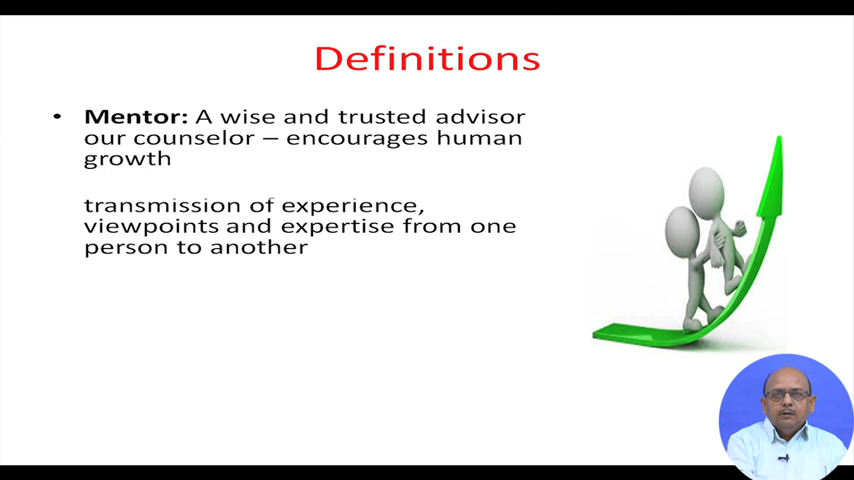 Definitions
• Mentor: A wise and trusted advisor
our counselor – encourages human
growth
transmission of experience,
viewpoints and expertise from one
person to another